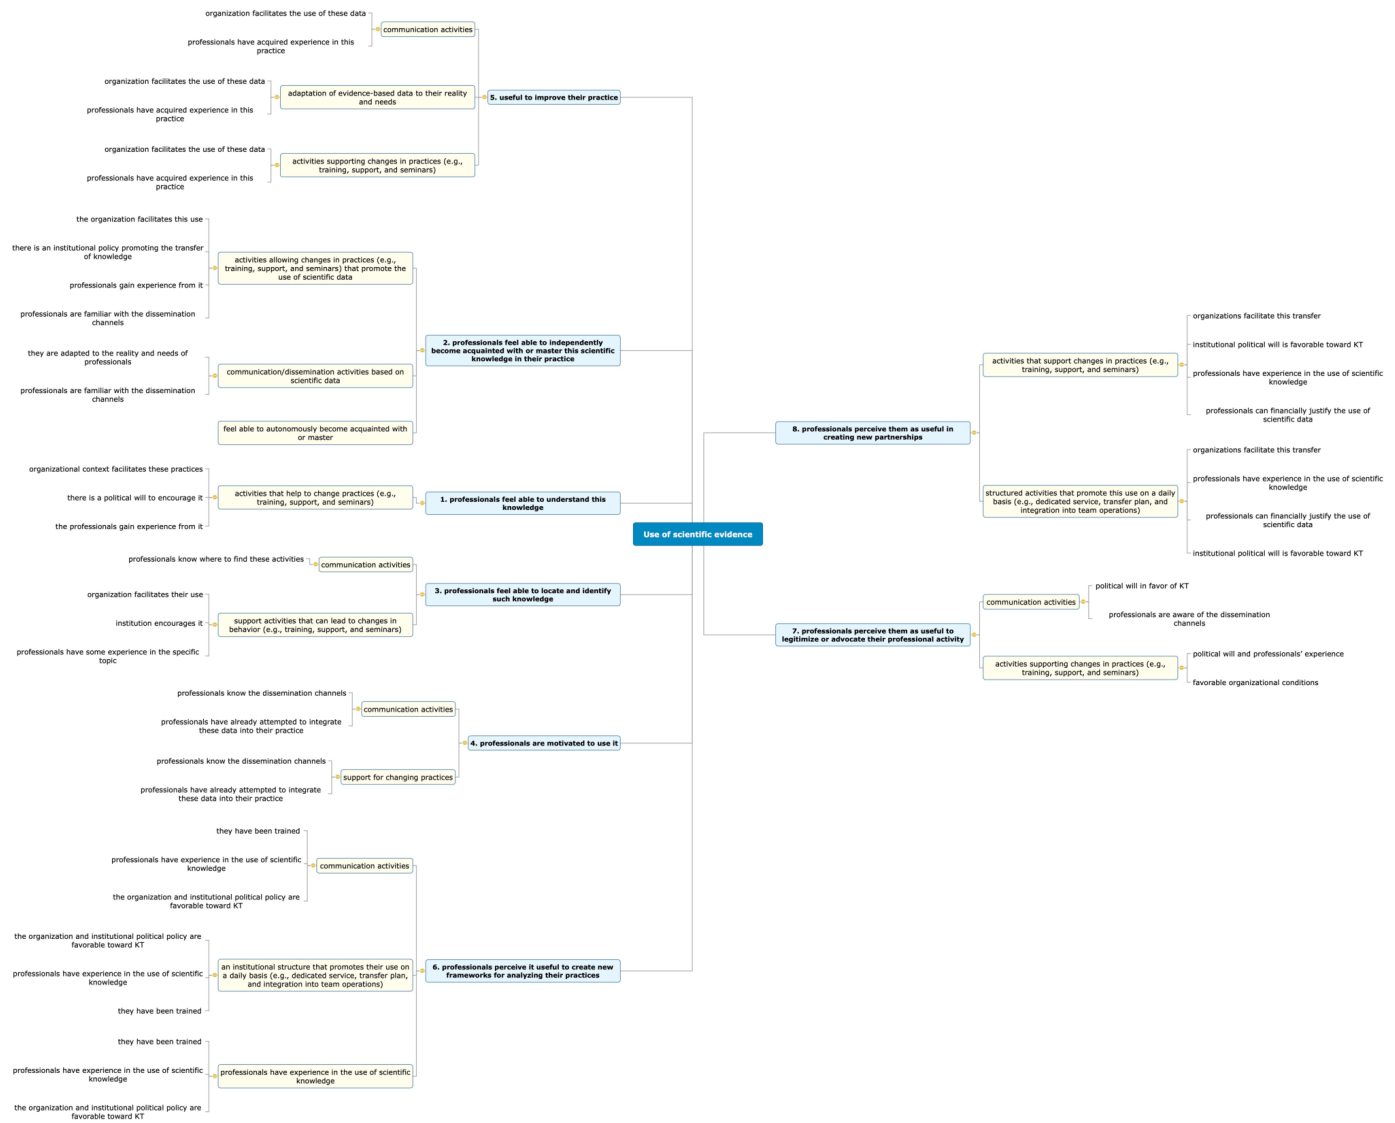 organization facilitates the use of these data
communication activities
professionals have acquired experience in this
practice
organization facilitates the use of these data
adaptation of evidence-based data to their reality
and needs
professionals have acquired experience in this
practice
5. useful to improve their practice
organization facilitates the use of these data
activities supporting changes in practices (e.g.,
training, support, and seminars)
professionals have acquired experience in this
practice
the organization facilitates this use
there is an institutional policy promoting the transfer
of knowledge
activities allowing changes in practices (e.g.,
training, support, and seminars) that promote the
use of scientific data
professionals gain experience from it
professionals are familiar with the dissemination
channels
2. professionals feel able to independently
become acquainted with or master this scientific
knowledge in their practice
they are adapted to the reality and needs of
professionals
communication/dissemination activities based on
scientific data
professionals are familiar with the dissemination
channels
feel able to autonomously become acquainted with
or master
organizational context facilitates these practices
there is a political will to encourage it
activities that help to change practices (e.g.,
training, support, and seminars)
the professionals gain experience from it
1. professionals feel able to understand this
knowledge
Use of scientific evidence
professionals know where to find these activities
communication activities
3. professionals feel able to locate and identify
such knowledge
organization facilitates their use
institution encourages it
support activities that can lead to changes in
behavior (e.g., training, support, and seminars)
professionals have some experience in the specific
topic
professionals know the dissemination channels
communication activities
professionals have already attempted to integrate
these data into their practice
4. professionals are motivated to use it
professionals know the dissemination channels
support for changing practices
professionals have already attempted to integrate
these data into their practice
they have been trained
professionals have experience in the use of scientific
knowledge
communication activities
the organization and institutional political policy are
favorable toward KT
the organization and institutional political policy are
favorable toward KT
professionals have experience in the use of scientific
knowledge
an institutional structure that promotes their use on
a daily basis (e.g., dedicated service, transfer plan,
and integration into team operations)
they have been trained
6. professionals perceive it useful to create new
frameworks for analyzing their practices
they have been trained
professionals have experience in the use of scientific
knowledge
professionals have experience in the use of scientific
knowledge
the organization and institutional political policy are
favorable toward KT
organizations facilitate this transfer
institutional political will is favorable toward KT
activities that support changes in practices (e.g.,
training, support, and seminars)
professionals have experience in the use of scientific
knowledge
professionals can financially justify the use of
scientific data
8. professionals perceive them as useful in
creating new partnerships
organizations facilitate this transfer
professionals have experience in the use of scientific
knowledge
structured activities that promote this use on a daily
basis (e.g., dedicated service, transfer plan, and
integration into team operations)
professionals can financially justify the use of
scientific data
institutional political will is favorable toward KT
political will in favor of KT
communication activities
professionals are aware of the dissemination
channels
7. professionals perceive them as useful to
legitimize or advocate their professional activity
political will and professionals' experience
activities supporting changes in practices (e.g.,
training, support, and seminars)
favorable organizational conditions